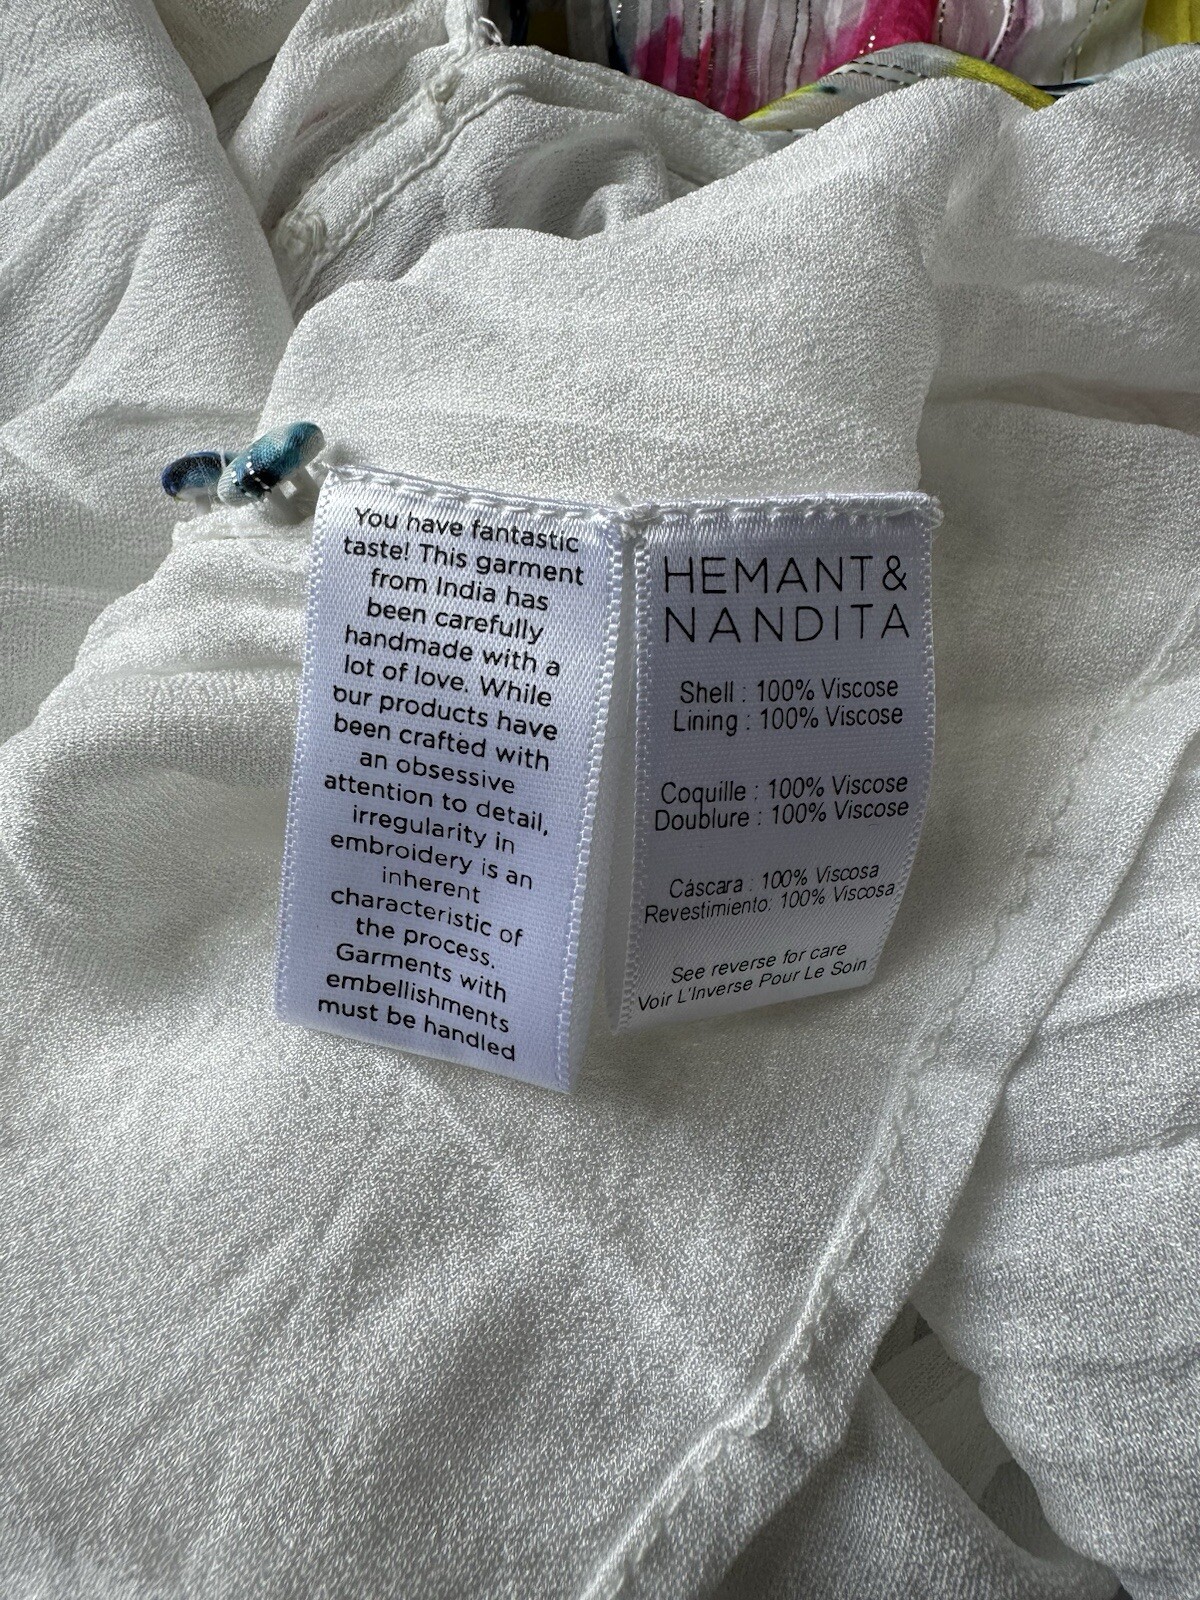 You have fantastic
taste! This garment
from India has
been carefully
handmade with a
lot of love. While
our products have
been crafted with
an obsessive
attention to detail,
irregularity in
embroidery is an
inherent
characteristic of
the process.
Garments with
embellishments
must be handled
HEMANT &
NANDITA
Shell : 100% Viscose
Lining : 100% Viscose
Coquille : 100% Viscose
Doublure : 100% Viscose
Cáscara : 100% Viscosa
Revestimiento: 100% Viscosa
See reverse for care
Voir L'Inverse Pour Le Soin